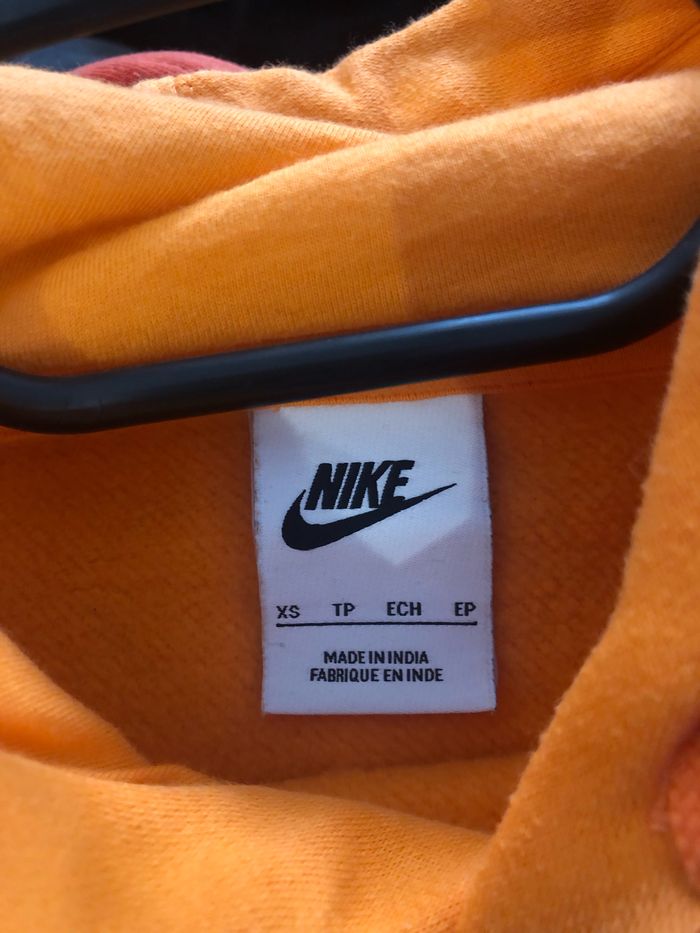 NIKE
XS TP ECH EP
MADE IN INDIA
FABRIQUE EN INDE